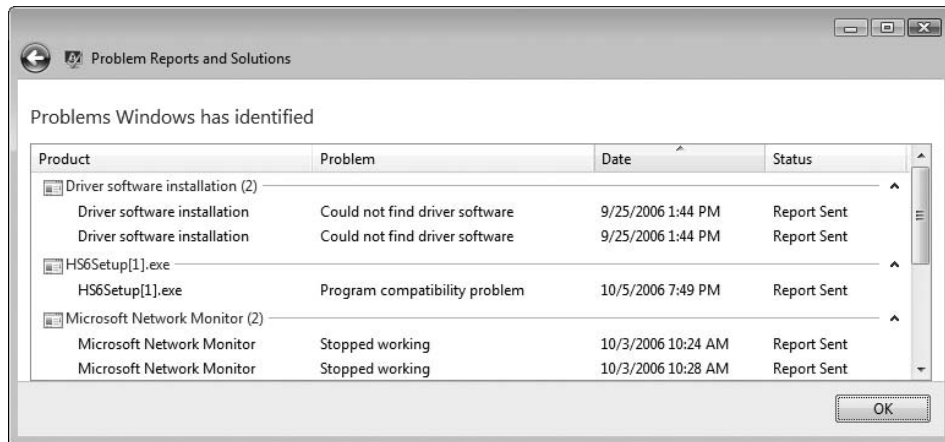 Problem Reports and Solutions
Problems Windows has identified
Product Problem Date Status
Driver software installation (2)
Driver software installation Could not find driver software 9/25/2006 1:44 PM Report Sent
Driver software installation Could not find driver software 9/25/2006 1:44 PM Report Sent
HS6Setup[1].exe
HS6Setup[1].exe Program compatibility problem 10/5/2006 7:49 PM Report Sent
Microsoft Network Monitor (2)
Microsoft Network Monitor Stopped working 10/3/2006 10:24 AM Report Sent
Microsoft Network Monitor Stopped working 10/3/2006 10:28 AM Report Sent
OK